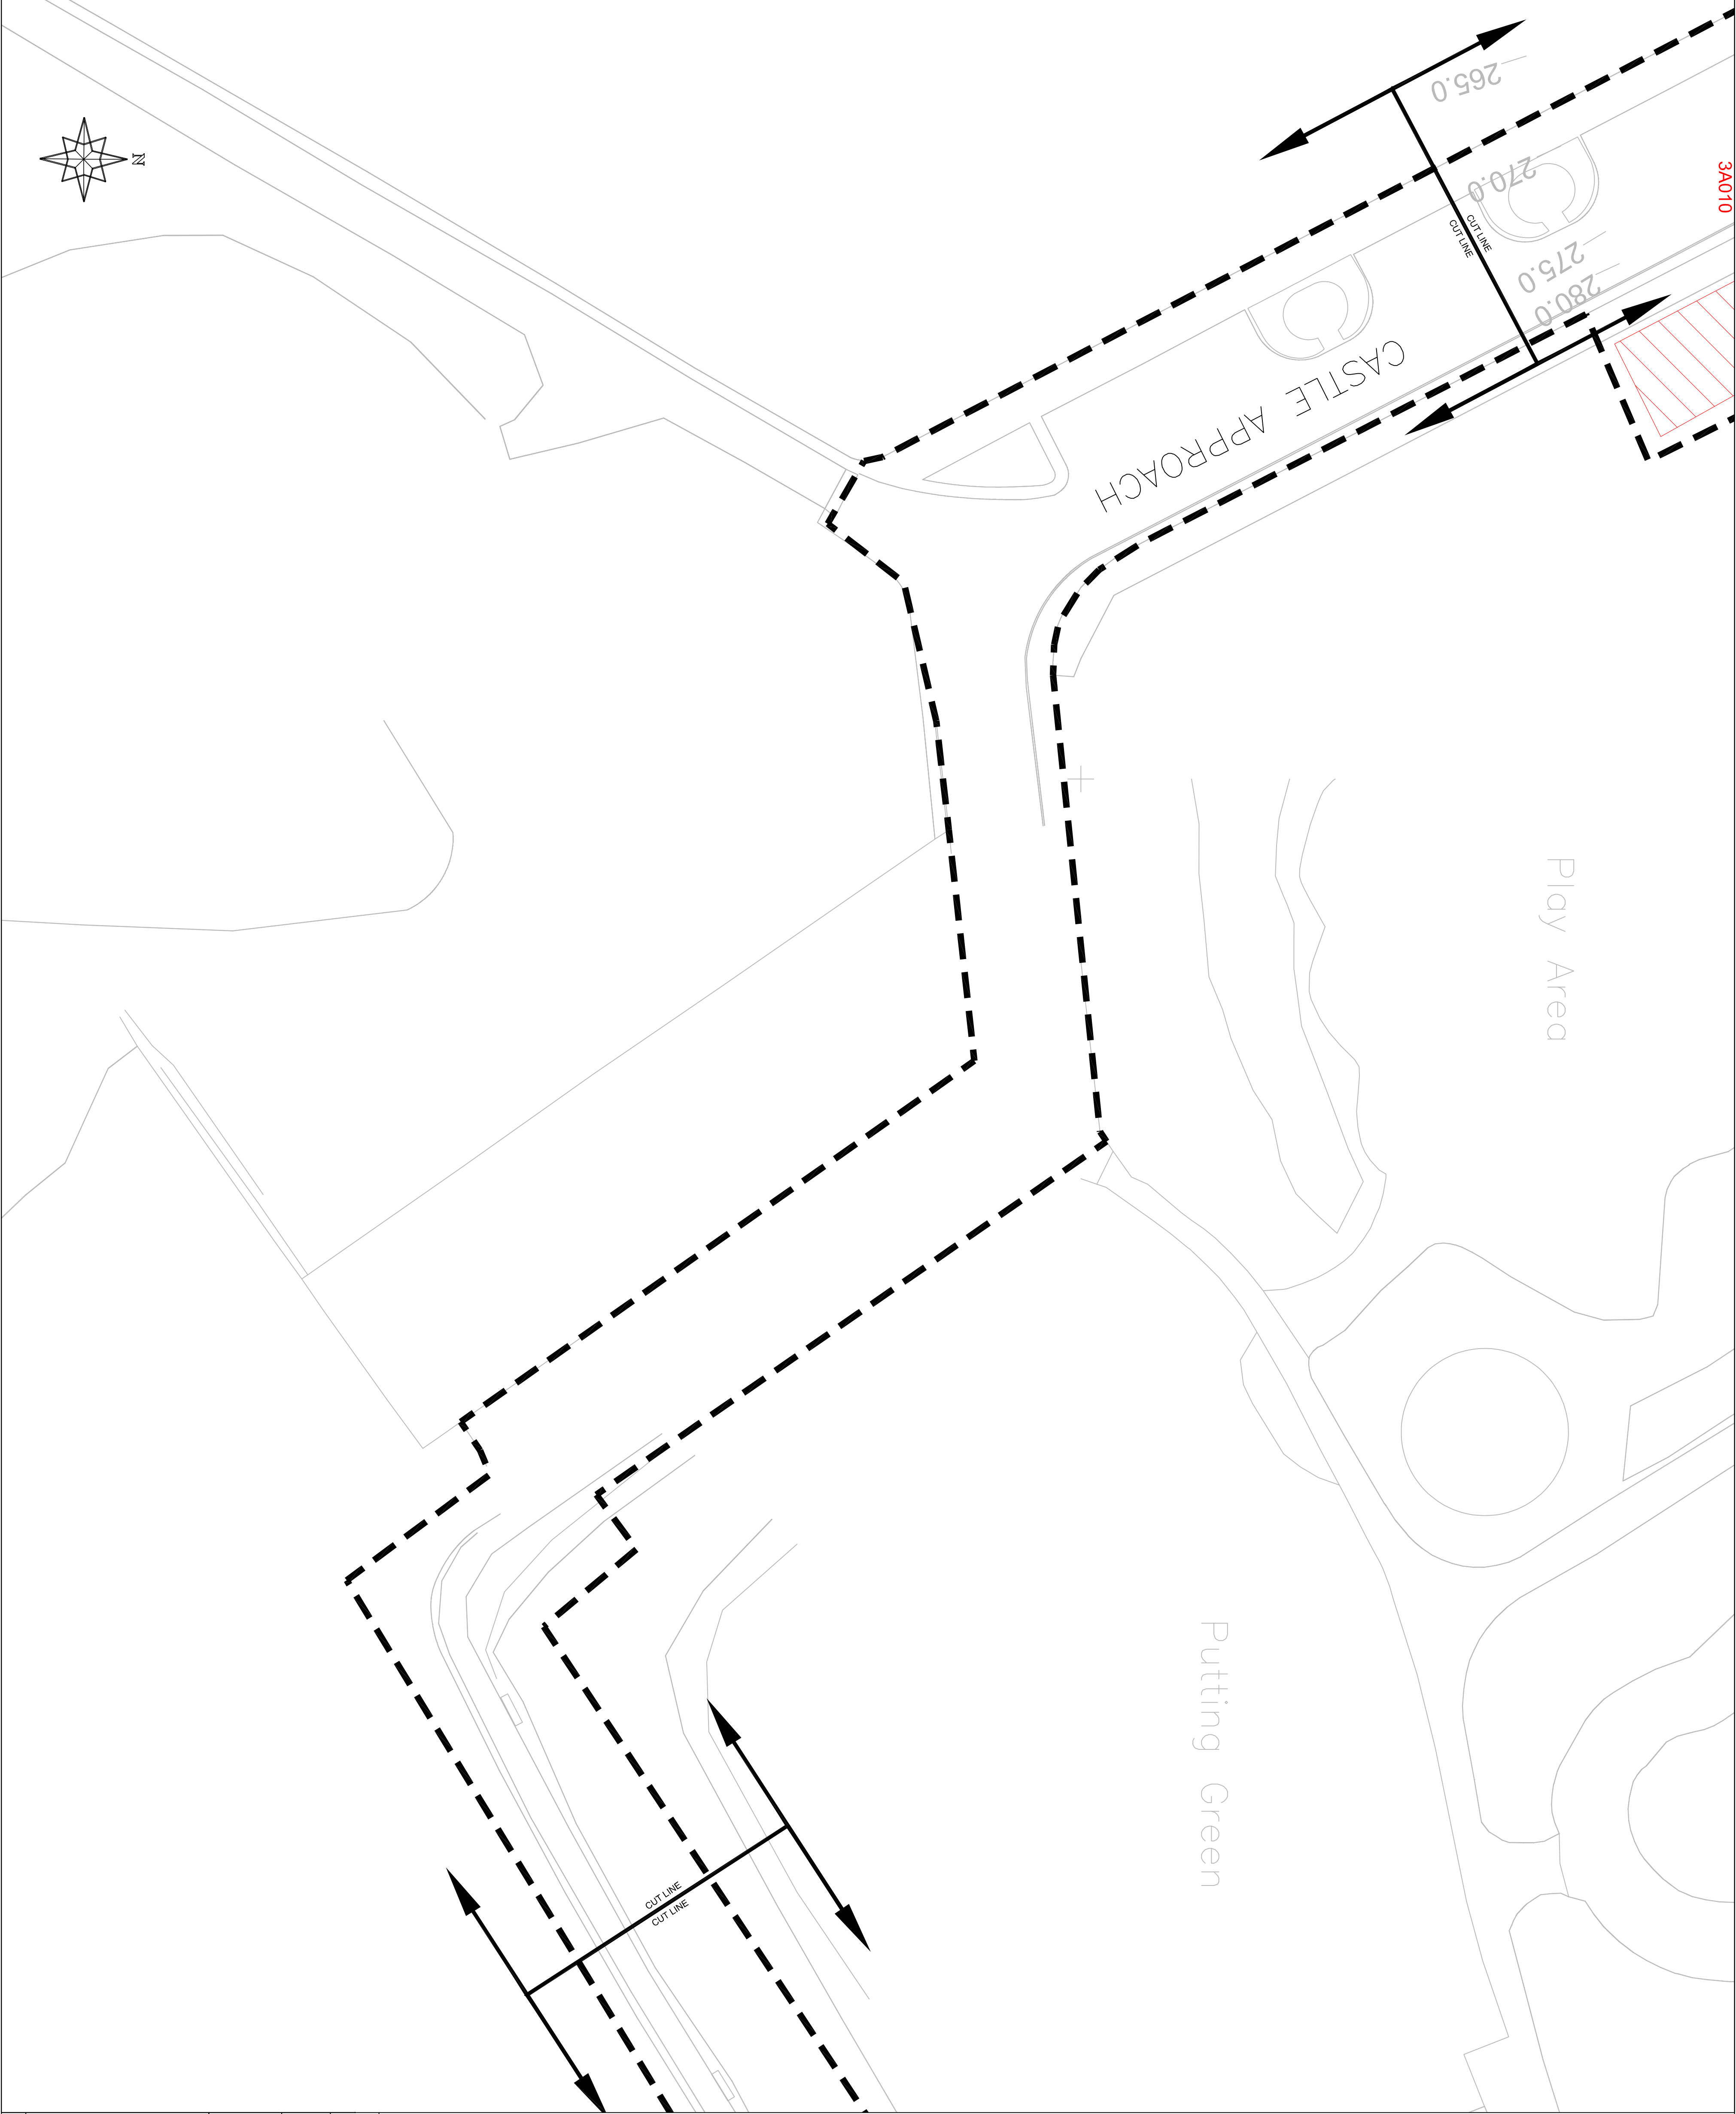 N
265.0
270.0
275.0
280.0
3A010
CUT LINE
CUT LINE
CASTLE APPROACH
Play Area
Putting Green
CUT LINE
CUT LINE